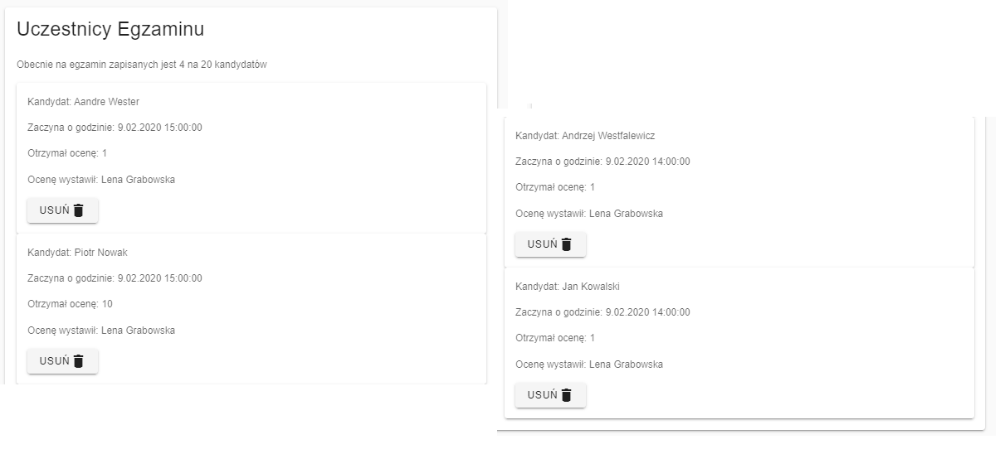 Uczestnicy Egzaminu
Obecnie na egzamin zapisanych jest 4 na 20 kandydatów
Kandydat: Aandre Wester
Zaczyna o godzinie: 9.02.2020 15:00:00
Otrzymał ocenę: 1
Ocenę wystawił: Lena Grabowska
USUŃ
Kandydat: Piotr Nowak
Zaczyna o godzinie: 9.02.2020 15:00:00
Otrzymał ocenę: 10
Ocenę wystawił: Lena Grabowska
USUŃ
Kandydat: Andrzej Westfalewicz
Zaczyna o godzinie: 9.02.2020 14:00:00
Otrzymał ocenę: 1
Ocenę wystawił: Lena Grabowska
USUŃ
Kandydat: Jan Kowalski
Zaczyna o godzinie: 9.02.2020 14:00:00
Otrzymał ocenę: 1
Ocenę wystawił: Lena Grabowska
USUŃ